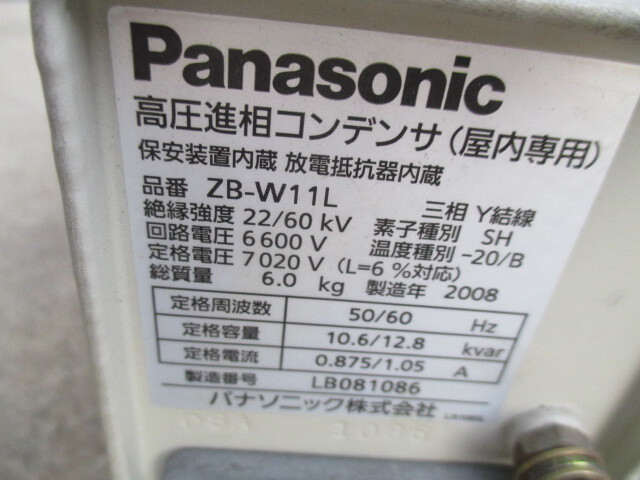 Panasonic
高圧進相コンデンサ(屋内専用)
保安装置内蔵 放電抵抗器内蔵
品番 ZB-W11L 三相 Y結線
絶縁強度 22/60 kV 素子種別 SH
回路電圧 6600 V 温度種別 -20/B
定格電圧 7020 V (L=6 %対応)
総質量 6.0 kg 製造年 2008
定格周波数 50/60 Hz
定格容量 10.6/12.8 kvar
定格電流 0.875/1.05 A
製造番号 LB081086
パナソニック株式会社